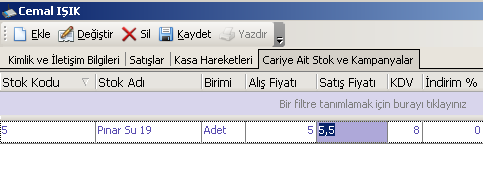 Cemal IŞIK
Ekle Değiştir Sil Kaydet Yazdır
Kimlik ve İletişim Bilgileri Satışlar Kasa Hareketleri Cariye Ait Stok ve Kampanyalar
Stok Kodu Stok Adı Birimi Alış Fiyatı Satış Fiyatı KDV İndirim %
Bir filtre tanımlamak için burayı tıklayınız
5 Pınar Su 19 Adet 5 5,5 8 0